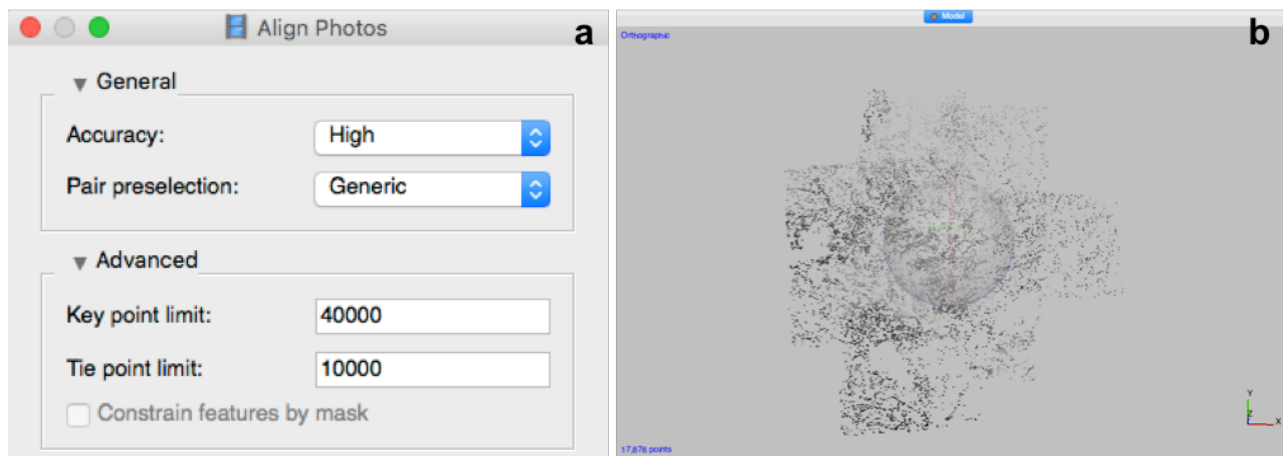 Align Photos
a
General
Accuracy: High
Pair preselection: Generic
Advanced
Key point limit: 40000
Tie point limit: 10000
Constrain features by mask
Model
b
Orthographic
Y
Z
X
17,876 points